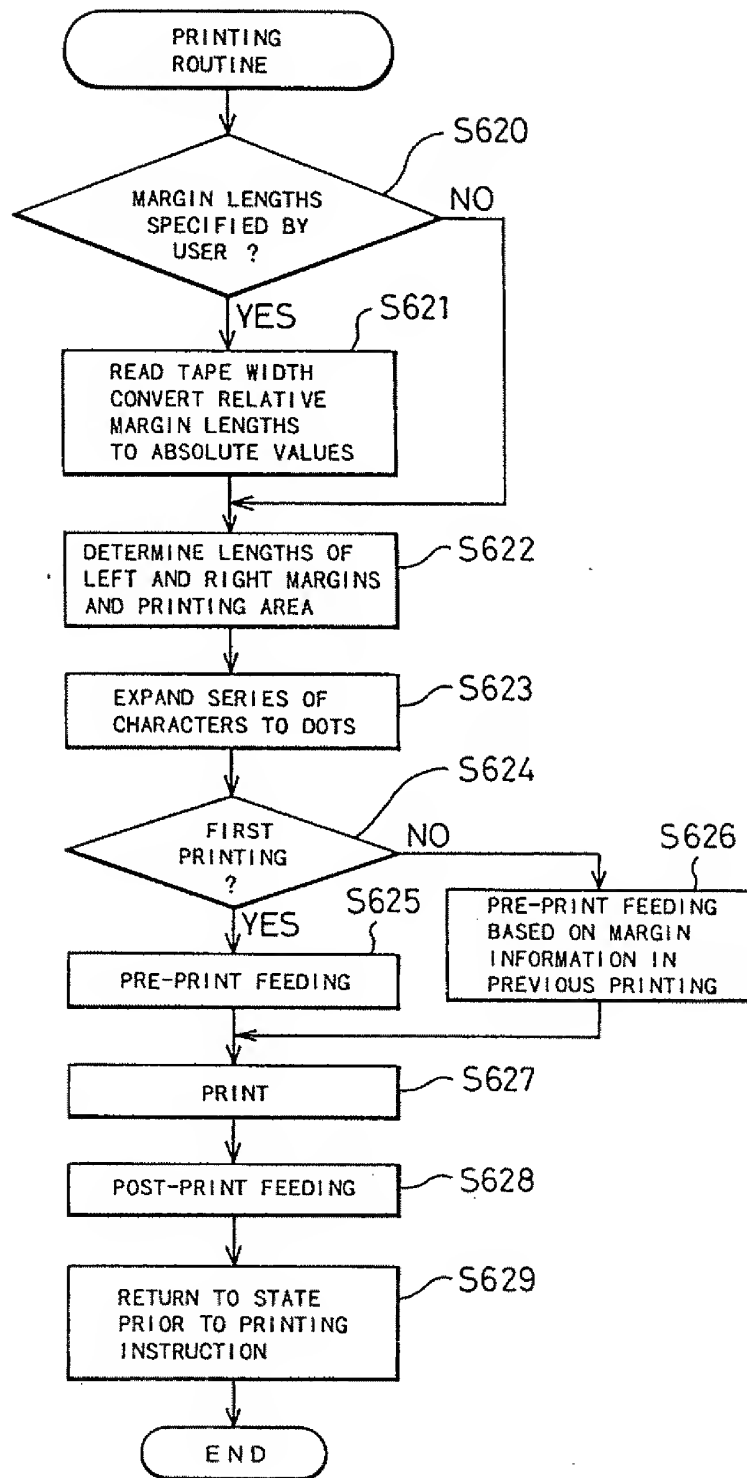 PRINTING
ROUTINE
S620
MARGIN LENGTHS
SPECIFIED BY
USER ?
NO
YES
S621
READ TAPE WIDTH
CONVERT RELATIVE
MARGIN LENGTHS
TO ABSOLUTE VALUES
DETERMINE LENGTHS OF
LEFT AND RIGHT MARGINS
AND PRINTING AREA
S622
EXPAND SERIES OF
CHARACTERS TO DOTS
S623
S624
FIRST
PRINTING
?
NO
YES
S625
S626
PRE-PRINT FEEDING
PRE-PRINT FEEDING
BASED ON MARGIN
INFORMATION IN
PREVIOUS PRINTING
PRINT
S627
POST-PRINT FEEDING
S628
RETURN TO STATE
PRIOR TO PRINTING
INSTRUCTION
S629
END